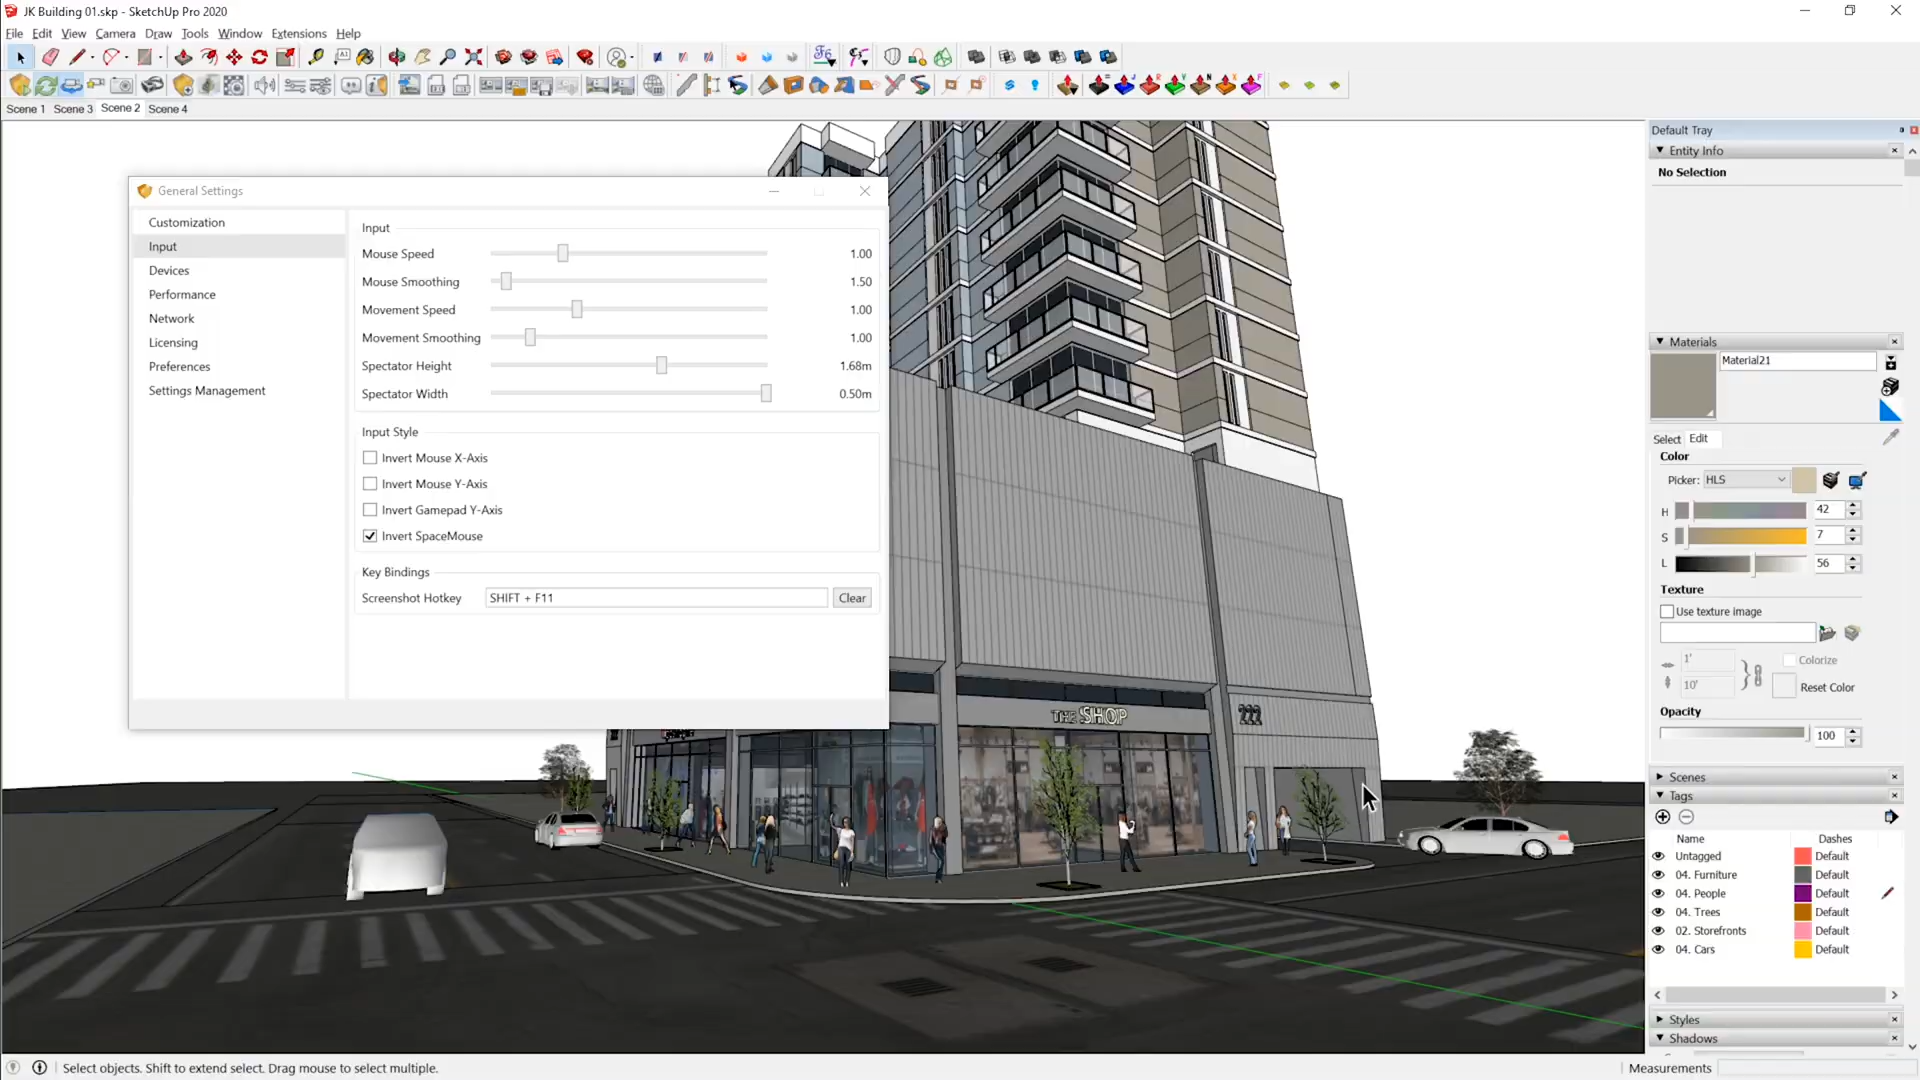 JK Building 01.skp - SketchUp Pro 2020
File Edit View Camera Draw Tools Window Extensions Help
Scene 1 Scene 3 Scene 2 Scene 4
General Settings
Customization
Input
Devices
Performance
Network
Licensing
Preferences
Settings Management
Input
Mouse Speed 1.00
Mouse Smoothing 1.50
Movement Speed 1.00
Movement Smoothing 1.00
Spectator Height 1.68m
Spectator Width 0.50m
Input Style
Invert Mouse X-Axis
Invert Mouse Y-Axis
Invert Gamepad Y-Axis
Invert SpaceMouse
Key Bindings
Screenshot Hotkey SHIFT + F11 Clear
THE SHOP
222
Default Tray
Entity Info
No Selection
Materials
Material21
Select Edit
Color
Picker: HLS
H 42
S 7
L 56
Texture
Use texture image
1' Colorize
10' Reset Color
Opacity
100
Scenes
Tags
Name Dashes
Untagged Default
04. Furniture Default
04. People Default
04. Trees Default
02. Storefronts Default
04. Cars Default
Styles
Shadows
Select objects. Shift to extend select. Drag mouse to select multiple.
Measurements